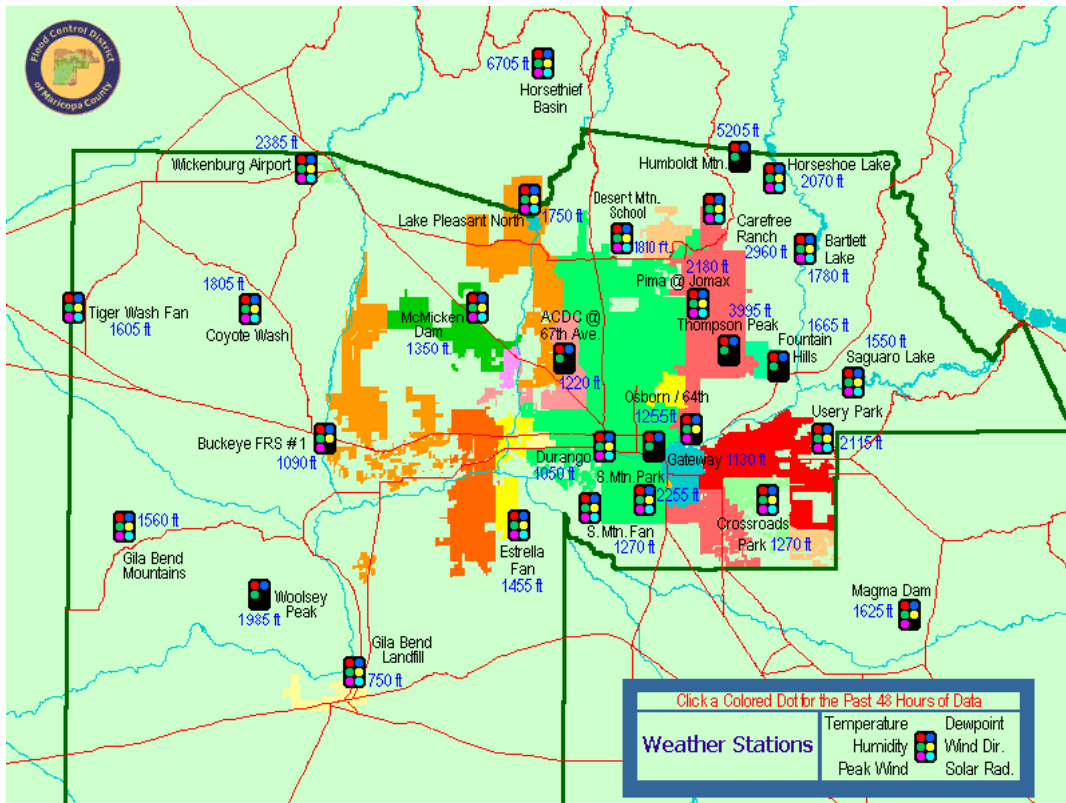 Flood Control District
of Maricopa County
6705 ft
Horsethief
Basin
2385 ft
Wickenburg Airport
5205 ft
Humboldt Mtn.
Horseshoe Lake
2070 ft
Lake Pleasant North
1750 ft
Desert Mtn.
School
1810 ft.
Carefree
Ranch
2960 ft
Bartlett
Lake
1780 ft
2180 ft
Pima @ Jomax
1805 ft
Coyote Wash
Tiger Wash Fan
1605 ft
McMicken
Dam
1350 ft.
ACDC @
67th Ave.
1220 ft
3995 ft
Thompson Peak
1665 ft
Fountain
Hills
1550 ft
Saguaro Lake
Osborn / 64th
1255ft
Usery Park
2115 ft
Buckeye FRS #1
1090 ft
Durango
1050 ft
Gateway 1130 ft
S.Mtn.Park
2255 ft
S.Mtn.Fan
1270 ft
Crossroads
Park 1270 ft
1560 ft
Gila Bend
Mountains
Estrella
Fan
1455 ft
Woolsey
Peak
1985 ft
Magma Dam
1625 ft
Gila Bend
Landfill
750 ft
Click a Colored Dot for the Past 48 Hours of Data
Weather Stations
Temperature Dewpoint
Humidity Wind Dir.
Peak Wind Solar Rad.